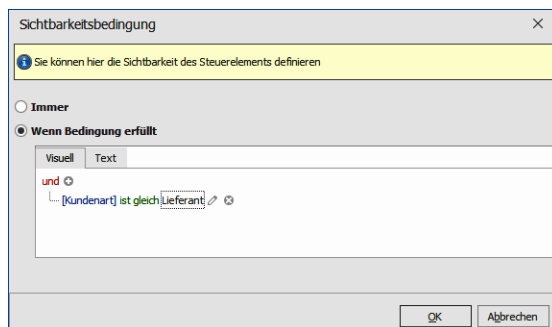 Sichtbarkeitsbedingung
Sie können hier die Sichtbarkeit des Steuerelements definieren
Immer
Wenn Bedingung erfüllt
Visuell Text
und
[Kundenart] ist gleich Lieferant
OK Abbrechen